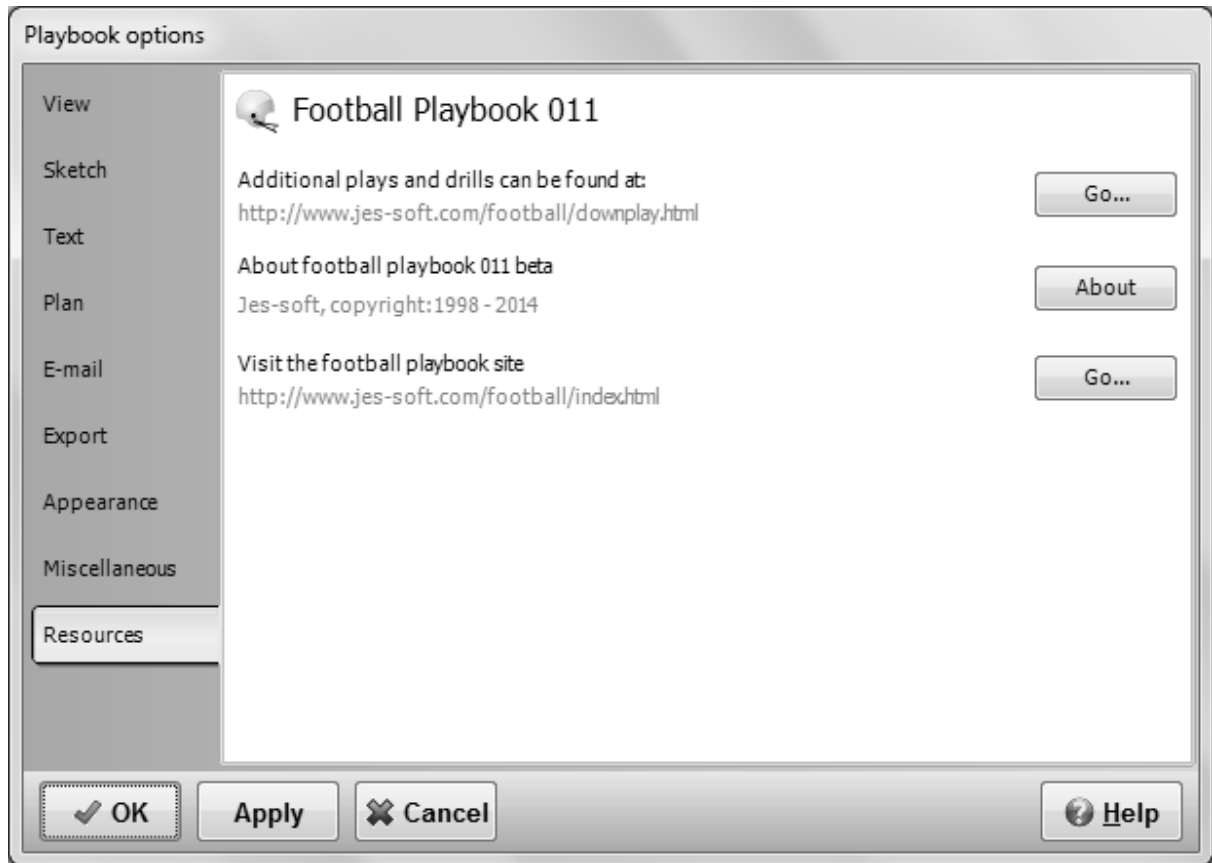 Playbook options
View
Sketch
Text
Plan
E-mail
Export
Appearance
Miscellaneous
Resources
Football Playbook 011
Additional plays and drills can be found at:
http://www.jes-soft.com/football/downplay.html
Go...
About football playbook 011 beta
Jes-soft, copyright:1998 - 2014
About
Visit the football playbook site
http://www.jes-soft.com/football/index.html
Go...
OK
Apply
Cancel
Help